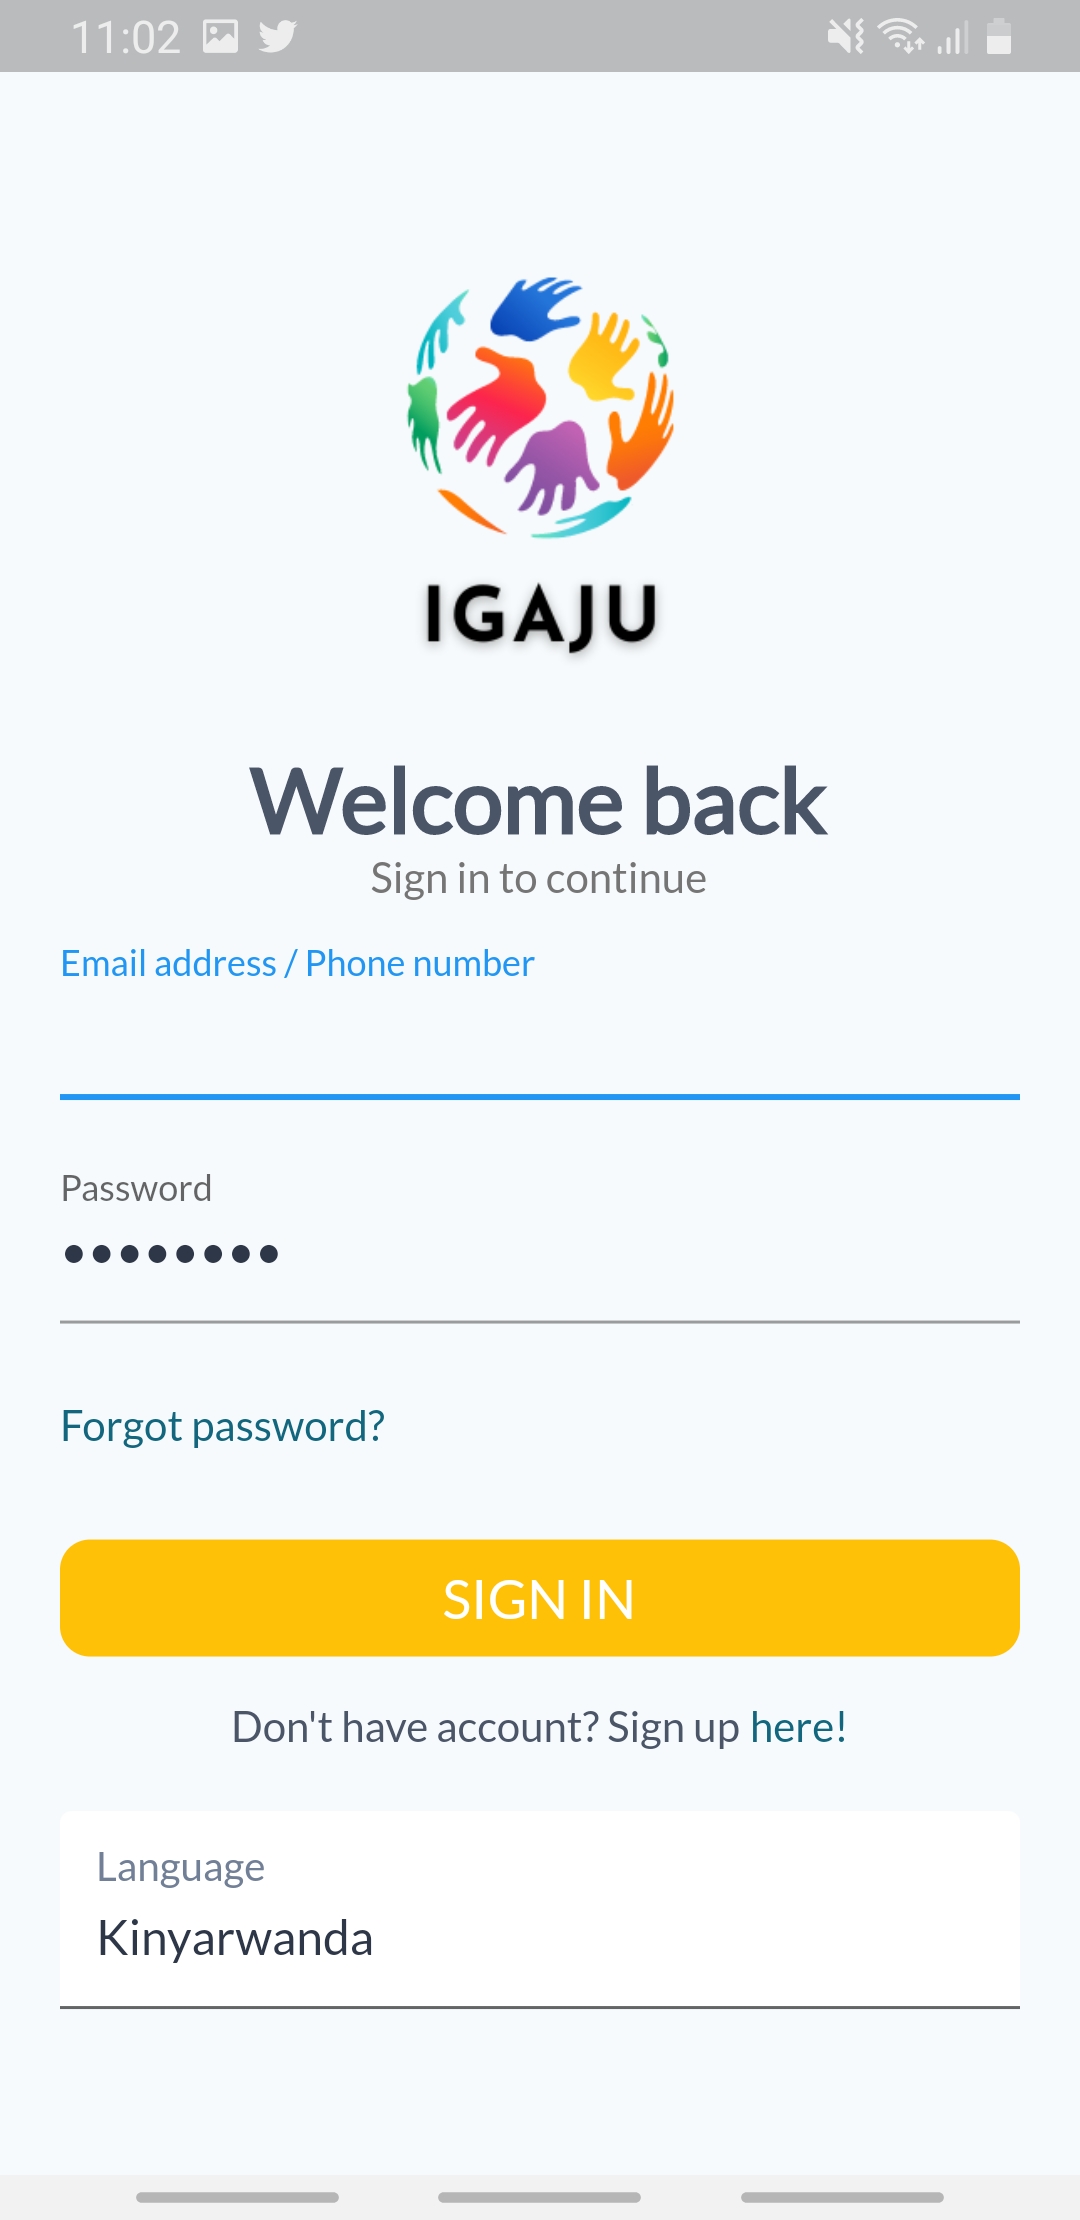 11:02
IGAJU
Welcome back
Sign in to continue
Email address / Phone number
Password
••••••••
Forgot password?
SIGN IN
Don't have account? Sign up here!
Language
Kinyarwanda